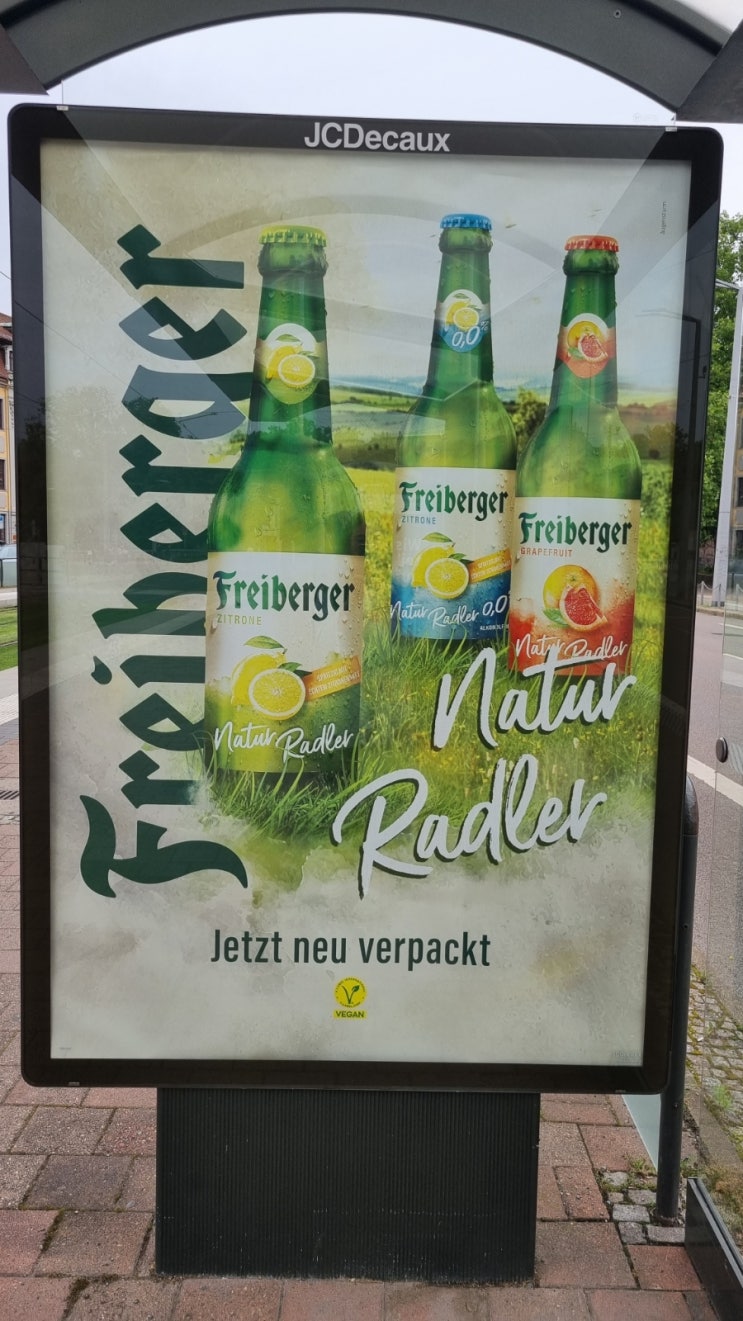 JCDecaux
Freiberger
0,0%
Freiberger
ZITRONE
Natur Radler
Freiberger
ZITRONE
Natur Radler 0,0
Freiberger
GRAPEFRUIT
Natur Radler
Natur
Radler
Jetzt neu verpackt
VEGAN